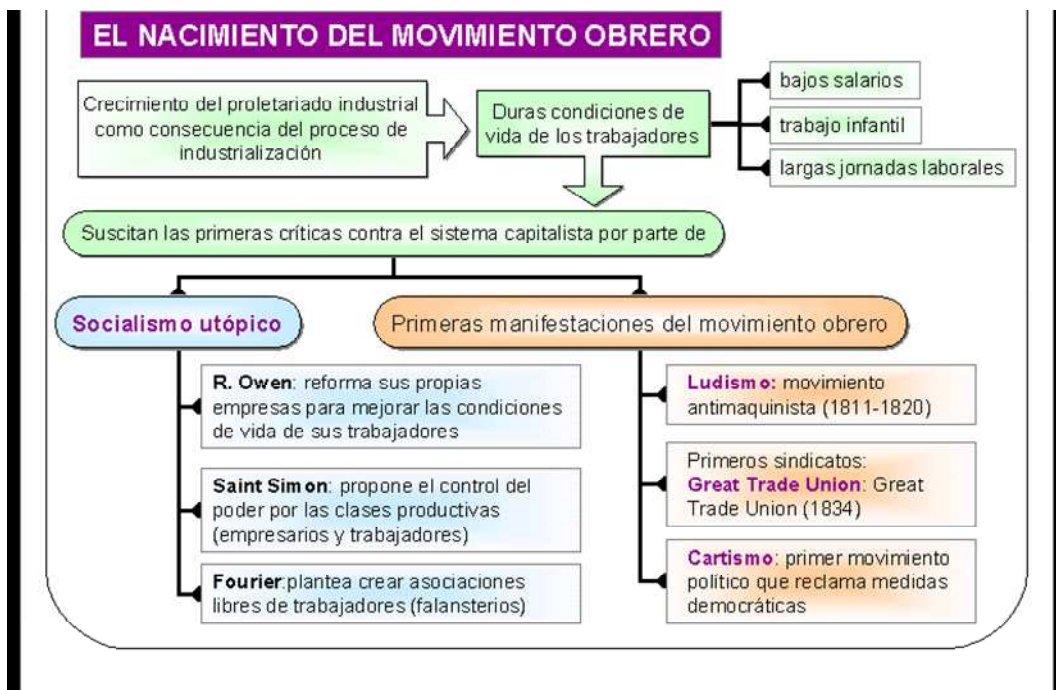 EL NACIMIENTO DEL MOVIMIENTO OBRERO
Crecimiento del proletariado industrial
como consecuencia del proceso de
industrialización
Duras condiciones de
vida de los trabajadores
bajos salarios
trabajo infantil
largas jornadas laborales
Suscitan las primeras críticas contra el sistema capitalista por parte de
Socialismo utópico
Primeras manifestaciones del movimiento obrero
R. Owen: reforma sus propias
empresas para mejorar las condiciones
de vida de sus trabajadores
Saint Simon: propone el control del
poder por las clases productivas
(empresarios y trabajadores)
Fourier:plantea crear asociaciones
libres de trabajadores (falansterios)
Ludismo: movimiento
antimaquinista (1811-1820)
Primeros sindicatos:
Great Trade Union: Great
Trade Union (1834)
Cartismo: primer movimiento
político que reclama medidas
democráticas